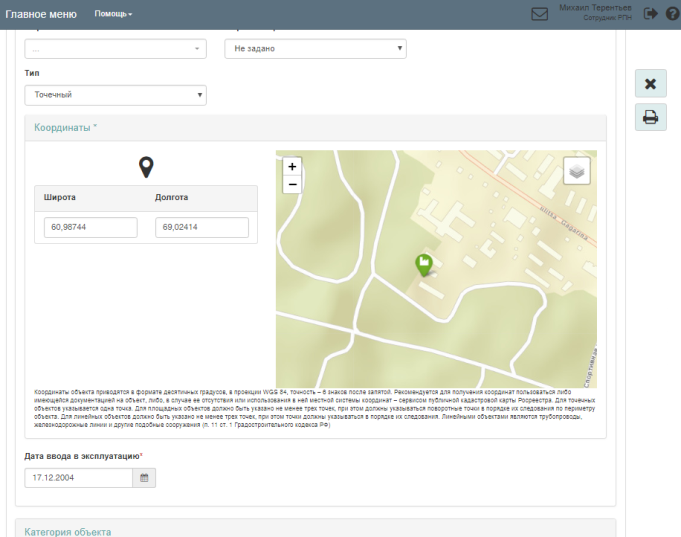 Главное меню Помощь
Михаил Терентьев
Сотрудник РПН
...
Не задано
Тип
Точечный
Координаты *
Широта Долгота
60,98744 69,02414
+
−
улица Гагарина
Спортивная
Координаты объекта приводятся в формате десятичных градусов, в проекции WGS 84, точность – 6 знаков после запятой. Рекомендуется для получения координат пользоваться либо
имеющейся документацией на объект, либо, в случае ее отсутствия или использования в ней местной системы координат – сервисом публичной кадастровой карты Росреестра. Для точечных
объектов указывается одна точка. Для площадных объектов должно быть указано не менее трех точек, при этом должны указываться поворотные точки в порядке их следования по периметру
объекта. Для линейных объектов должно быть указано не менее трех точек, при этом точки должны указываться в порядке их следования. Линейными объектами являются трубопроводы,
железнодорожные линии и другие подобные сооружения (п. 11 ст. 1 Градостроительного кодекса РФ)
Дата ввода в эксплуатацию*
17.12.2004
Категория объекта